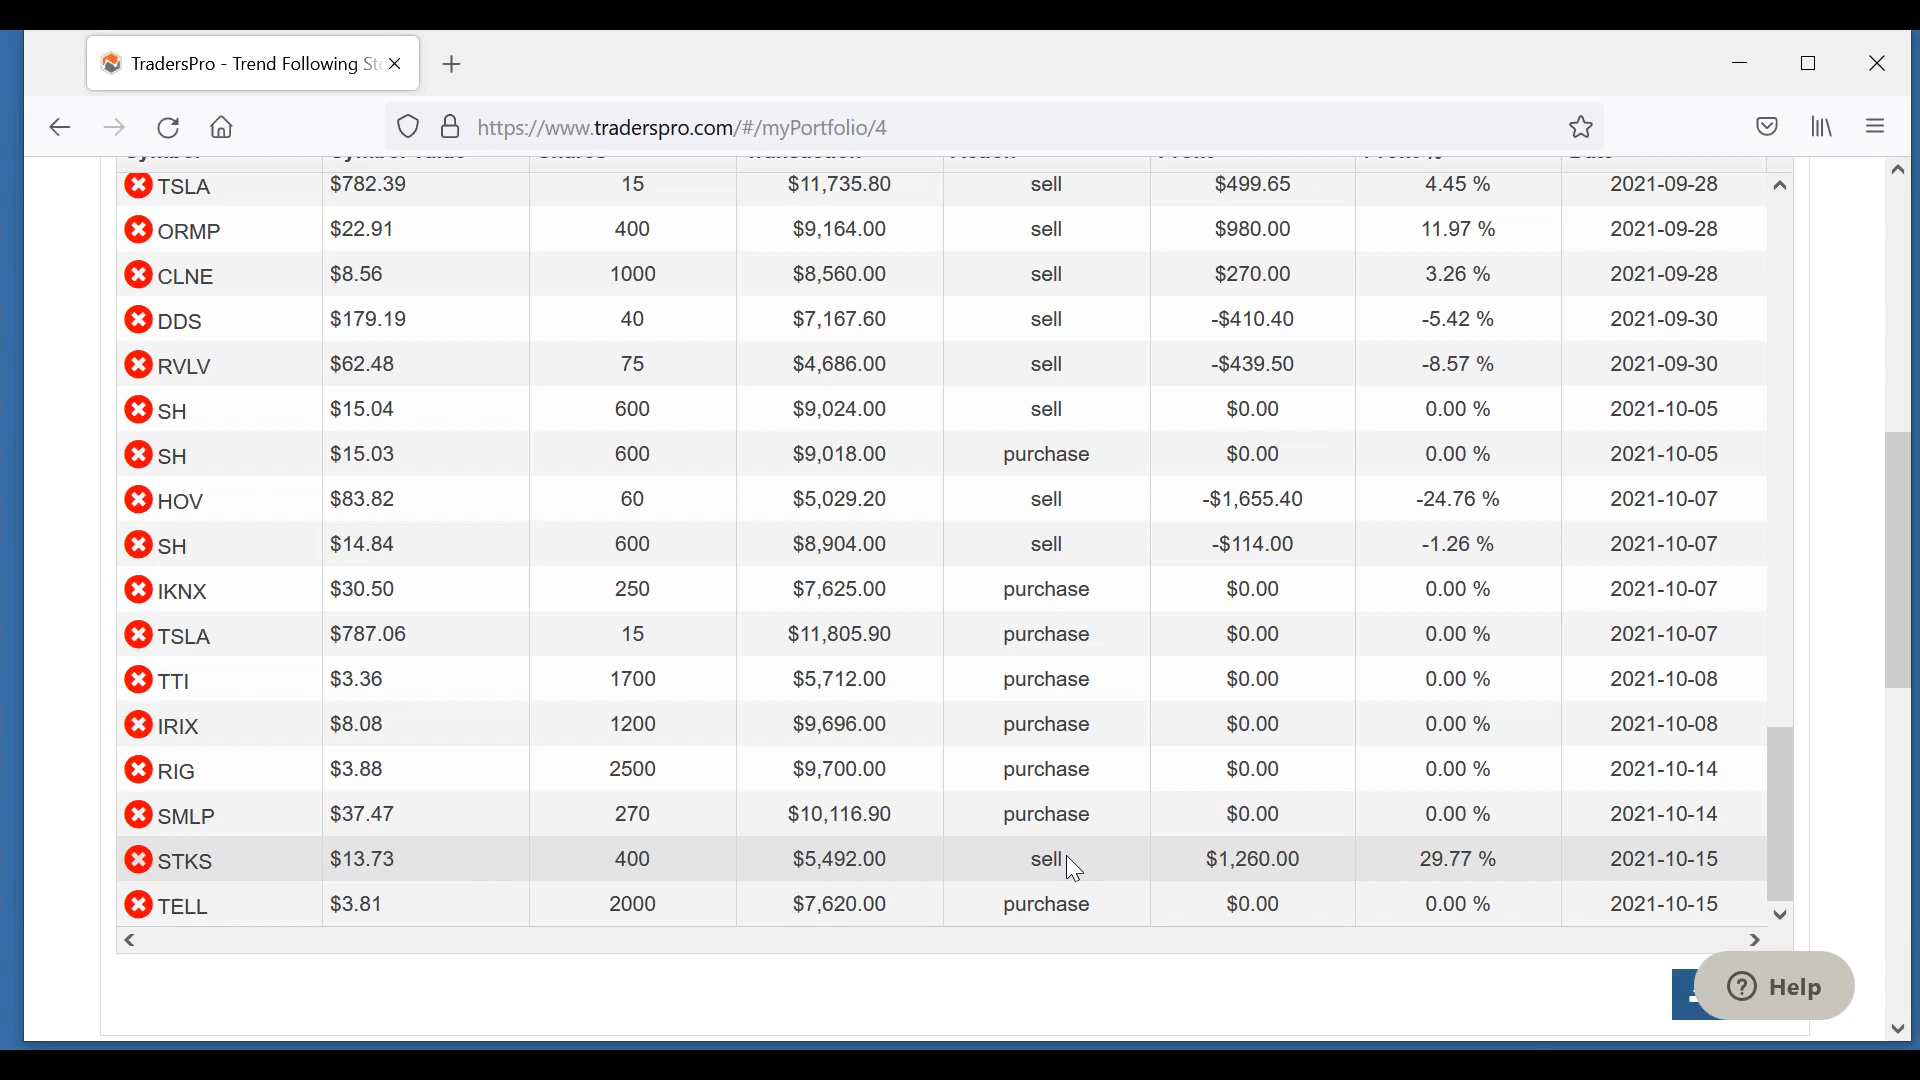 TradersPro - Trend Following Sto
https://www.traderspro.com/#/myPortfolio/4
Symbol Symbol Value Shares Transaction Action Profit Profit % Date
TSLA $782.39 15 $11,735.80 sell $499.65 4.45 % 2021-09-28
ORMP $22.91 400 $9,164.00 sell $980.00 11.97 % 2021-09-28
CLNE $8.56 1000 $8,560.00 sell $270.00 3.26 % 2021-09-28
DDS $179.19 40 $7,167.60 sell -$410.40 -5.42 % 2021-09-30
RVLV $62.48 75 $4,686.00 sell -$439.50 -8.57 % 2021-09-30
SH $15.04 600 $9,024.00 sell $0.00 0.00 % 2021-10-05
SH $15.03 600 $9,018.00 purchase $0.00 0.00 % 2021-10-05
HOV $83.82 60 $5,029.20 sell -$1,655.40 -24.76 % 2021-10-07
SH $14.84 600 $8,904.00 sell -$114.00 -1.26 % 2021-10-07
IKNX $30.50 250 $7,625.00 purchase $0.00 0.00 % 2021-10-07
TSLA $787.06 15 $11,805.90 purchase $0.00 0.00 % 2021-10-07
TTI $3.36 1700 $5,712.00 purchase $0.00 0.00 % 2021-10-08
IRIX $8.08 1200 $9,696.00 purchase $0.00 0.00 % 2021-10-08
RIG $3.88 2500 $9,700.00 purchase $0.00 0.00 % 2021-10-14
SMLP $37.47 270 $10,116.90 purchase $0.00 0.00 % 2021-10-14
STKS $13.73 400 $5,492.00 sell $1,260.00 29.77 % 2021-10-15
TELL $3.81 2000 $7,620.00 purchase $0.00 0.00 % 2021-10-15
Help